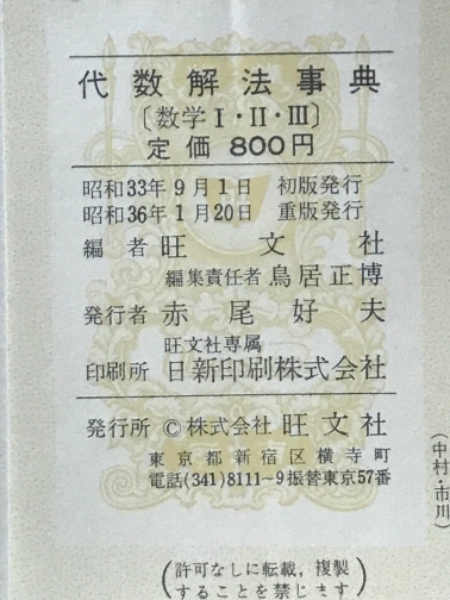 代数解法事典
〔数学Ⅰ・Ⅱ・Ⅲ〕
定価 800円
昭和33年9月1日 初版発行
昭和36年1月20日 重版発行
編者 旺文社
編集責任者 鳥居正博
発行者 赤尾好夫
旺文社専属
印刷所 日新印刷株式会社
発行所 ©株式会社 旺文社
東京都新宿区横寺町
電話(341)8111~9振替東京57番
(中村・市川)
(許可なしに転載,複製
することを禁じます)